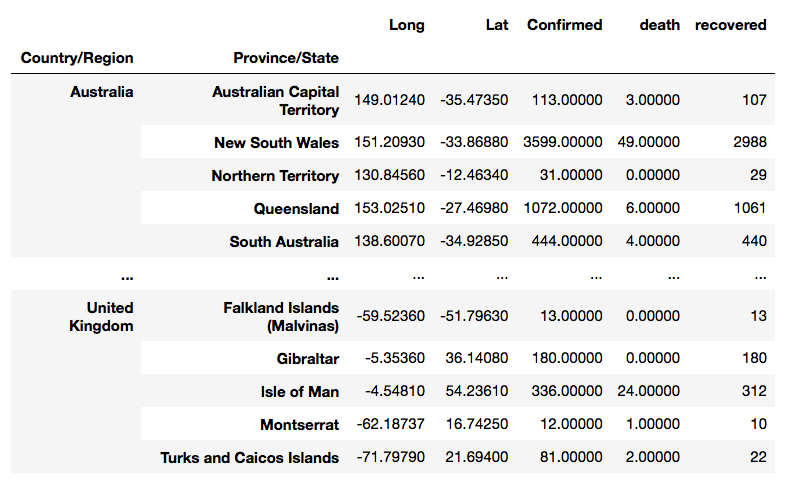 Long Lat Confirmed death recovered
Country/Region Province/State
Australia Australian Capital Territory 149.01240 -35.47350 113.00000 3.00000 107
New South Wales 151.20930 -33.86880 3599.00000 49.00000 2988
Northern Territory 130.84560 -12.46340 31.00000 0.00000 29
Queensland 153.02510 -27.46980 1072.00000 6.00000 1061
South Australia 138.60070 -34.92850 444.00000 4.00000 440
... ... ... ... ... ... ...
United Kingdom Falkland Islands (Malvinas) -59.52360 -51.79630 13.00000 0.00000 13
Gibraltar -5.35360 36.14080 180.00000 0.00000 180
Isle of Man -4.54810 54.23610 336.00000 24.00000 312
Montserrat -62.18737 16.74250 12.00000 1.00000 10
Turks and Caicos Islands -71.79790 21.69400 81.00000 2.00000 22